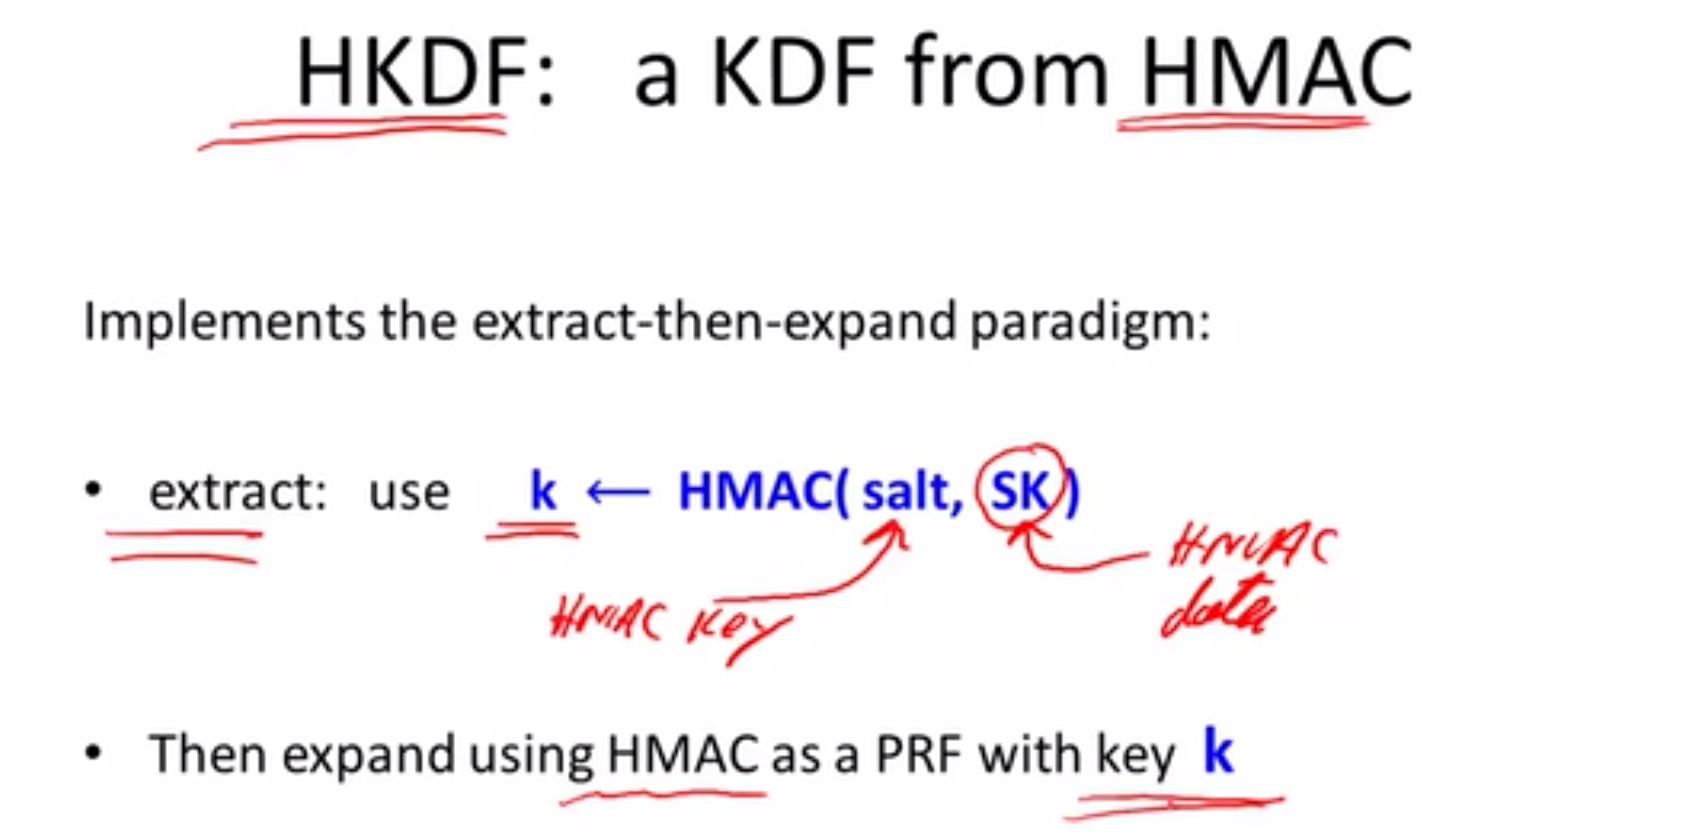 HKDF: a KDF from HMAC
Implements the extract-then-expand paradigm:
• extract: use k ← HMAC( salt, SK )
HMAC
HMAC Key
data
• Then expand using HMAC as a PRF with key k